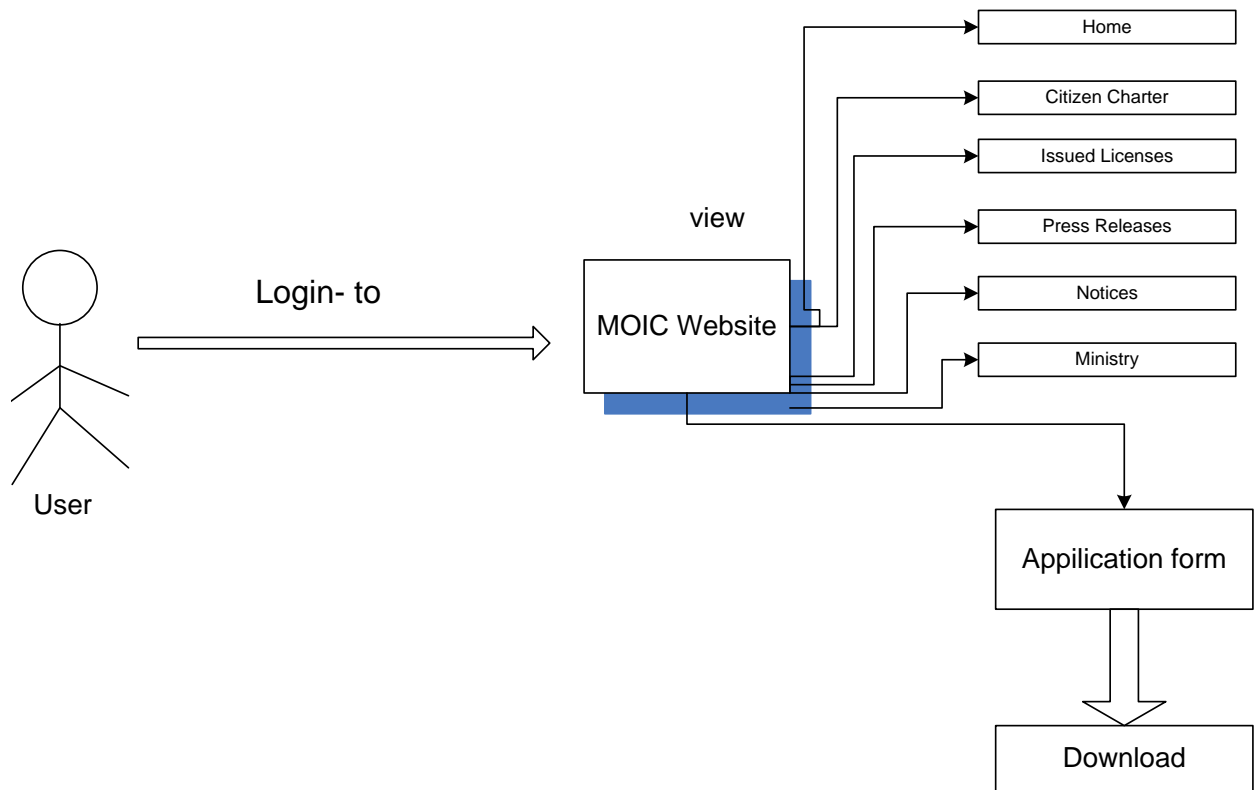 Home
Citizen Charter
Issued Licenses
Press Releases
view
Login- to
MOIC Website
Notices
Ministry
User
Appilication form
Download